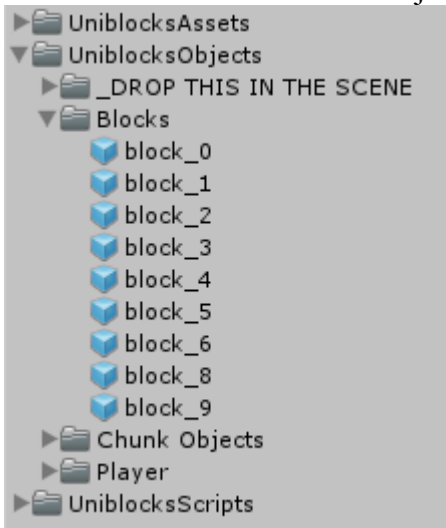 UniblocksAssets
UniblocksObjects
_DROP THIS IN THE SCENE
Blocks
block_0
block_1
block_2
block_3
block_4
block_5
block_6
block_8
block_9
Chunk Objects
Player
UniblocksScripts